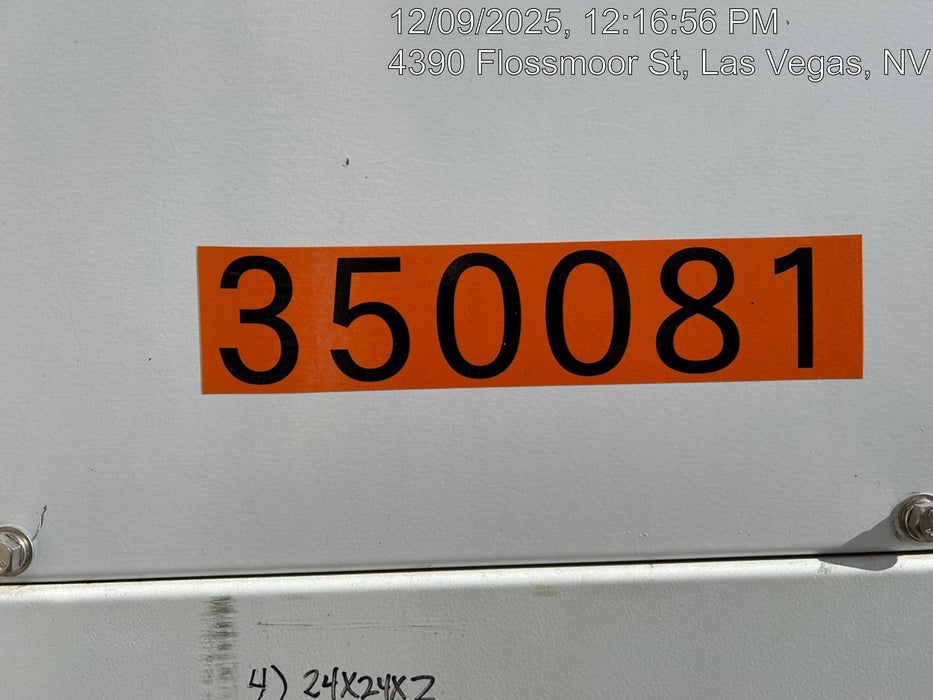 12/09/2025, 12:16:56 PM
4390 Flossmoor St, Las Vegas, NV
350081
4) 24X24X2